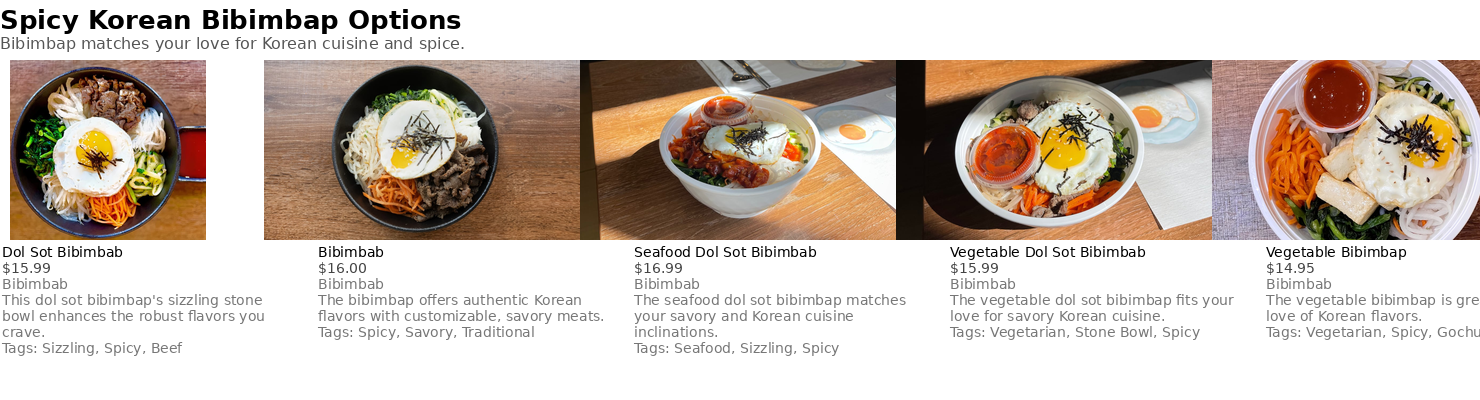 Spicy Korean Bibimbap Options
Bibimbap matches your love for Korean cuisine and spice.
Dol Sot Bibimbab
$15.99
Bibimbab
This dol sot bibimbap's sizzling stone
bowl enhances the robust flavors you
crave.
Tags: Sizzling, Spicy, Beef
Bibimbab
$16.00
Bibimbab
The bibimbap offers authentic Korean
flavors with customizable, savory meats.
Tags: Spicy, Savory, Traditional
Seafood Dol Sot Bibimbab
$16.99
Bibimbab
The seafood dol sot bibimbap matches
your savory and Korean cuisine
inclinations.
Tags: Seafood, Sizzling, Spicy
Vegetable Dol Sot Bibimbab
$15.99
Bibimbab
The vegetable dol sot bibimbap fits your
love for savory Korean cuisine.
Tags: Vegetarian, Stone Bowl, Spicy
Vegetable Bibimbap
$14.95
Bibimbab
The vegetable bibimbap is
love of Korean flavors.
Tags: Vegetarian, Spicy,